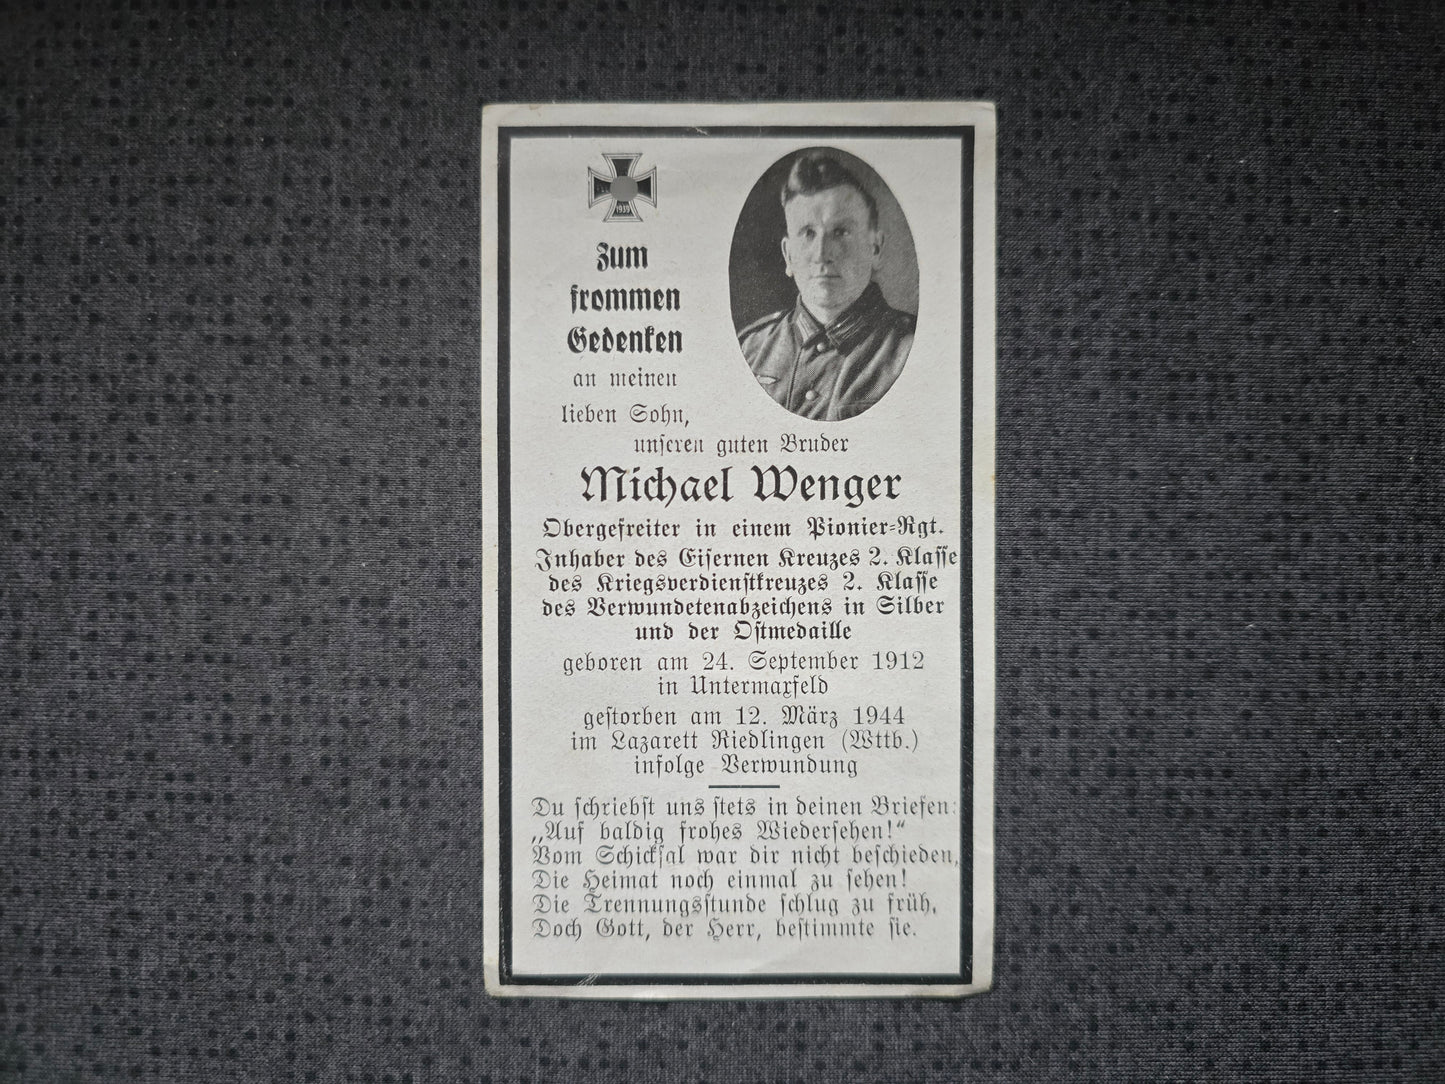 1939
Zum
frommen
Gedenken
an meinen
lieben Sohn,
unseren guten Bruder
Michael Wenger
Obergefreiter in einem Pionier-Rgt.
Inhaber des Eisernen Kreuzes 2. Klasse
des Kriegsverdienstkreuzes 2. Klasse
des Verwundetenabzeichens in Silber
und der Ostmedaille
geboren am 24. September 1912
in Untermaxfeld
gestorben am 12. März 1944
im Lazarett Riedlingen (Wttb.)
infolge Verwundung
Du schriebst uns stets in deinen Briefen:
„Auf baldig frohes Wiedersehen!“
Vom Schicksal war dir nicht beschieden,
Die Heimat noch einmal zu sehen!
Die Trennungsstunde schlug zu früh,
Doch Gott, der Herr, bestimmte sie.